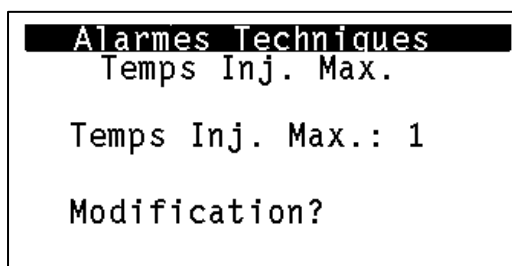 Alarmes Techniques
Temps Inj. Max.
Temps Inj. Max.: 1
Modification?